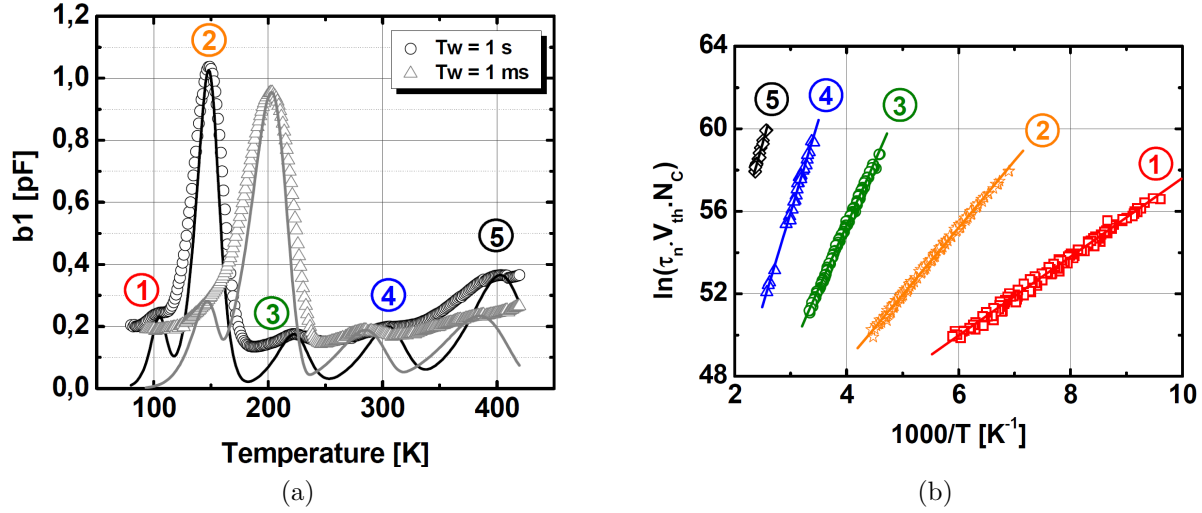 1,2
1,0
0,8
0,6
0,4
0,2
0,0
b1 [pF]
1
2
3
4
5
Tw = 1 s
Tw = 1 ms
100 200 300 400
Temperature [K]
(a)
64
60
56
52
48
ln(τn.Vth.NC)
5
4
3
2
1
2 4 6 8 10
1000/T [K-1]
(b)